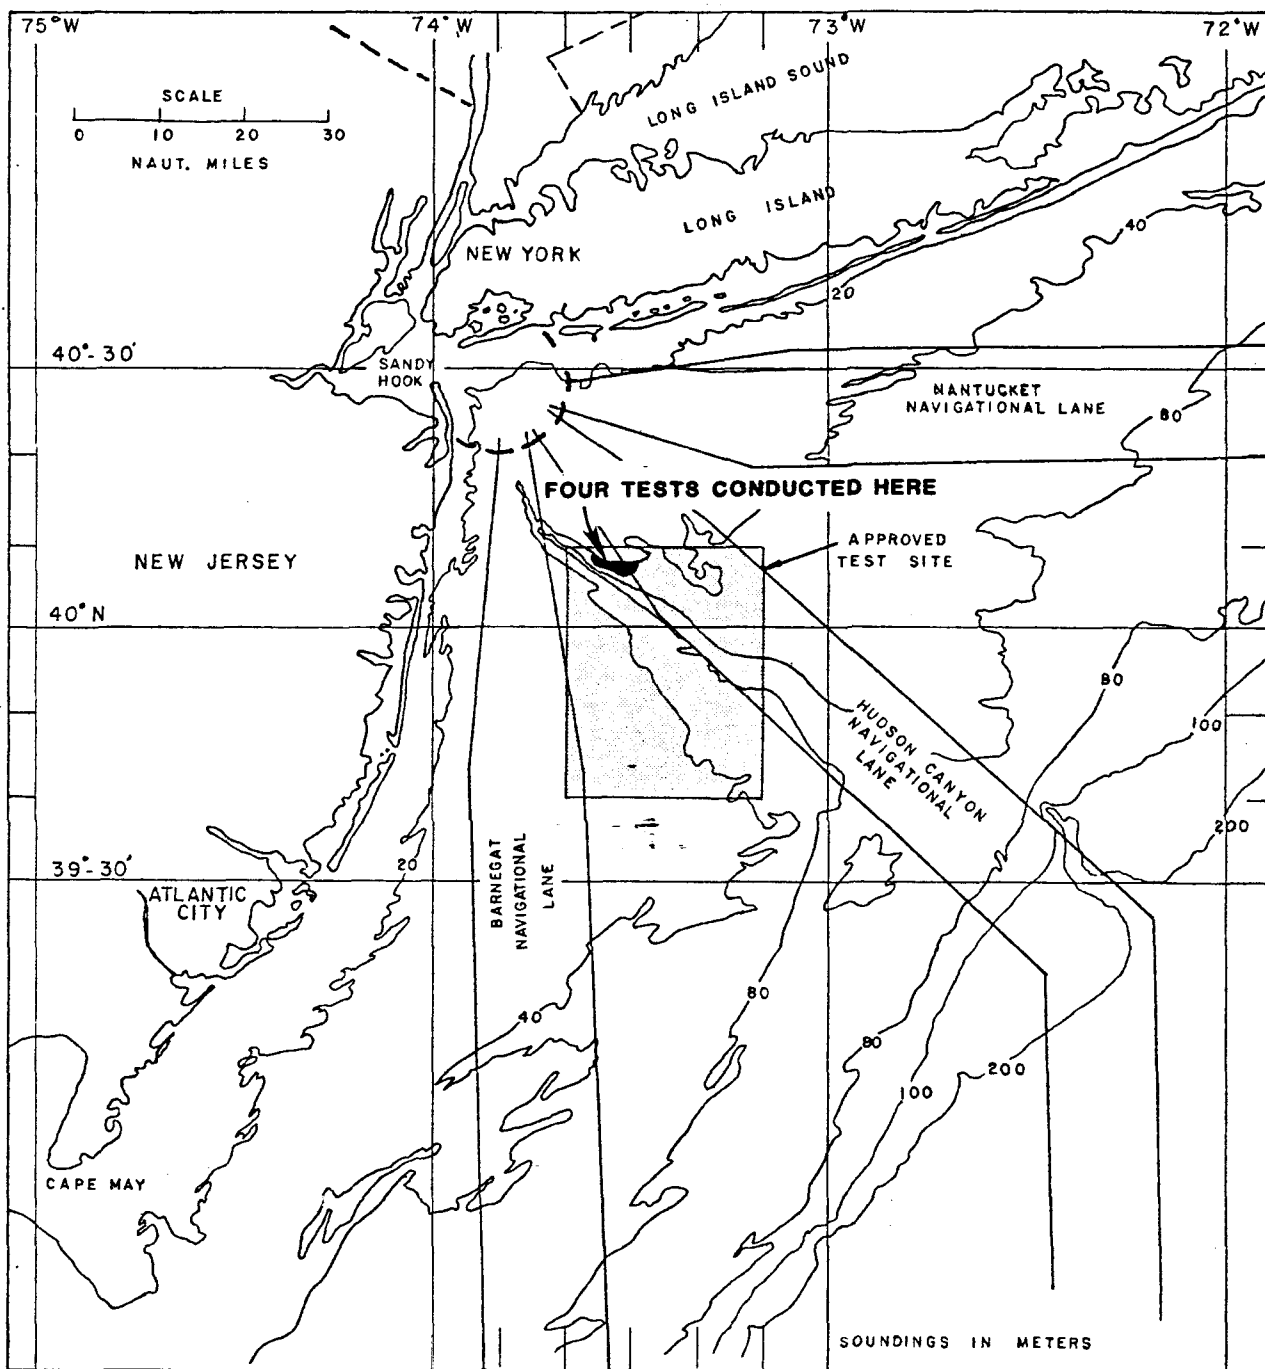 75°W
74°W
73°W
72°W
SCALE
0 10 20 30
NAUT. MILES
LONG ISLAND SOUND
LONG ISLAND
NEW YORK
40
20
40°-30'
SANDY
HOOK
NANTUCKET
NAVIGATIONAL LANE
80
FOUR TESTS CONDUCTED HERE
APPROVED
TEST SITE
NEW JERSEY
40°N
80
100
HUDSON CANYON
NAVIGATIONAL
LANE
200
39°-30'
20
BARNEGAT
NAVIGATIONAL
LANE
ATLANTIC
CITY
80
40
80
200
100
CAPE MAY
SOUNDINGS IN METERS